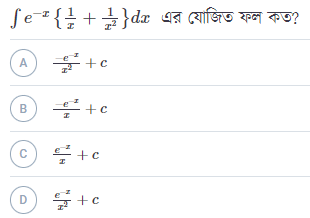 ∫ e^{-x} { 1/x + 1/x² } dx এর যোজিত ফল কত?
A -e^{-x}/x² + c
B -e^{-x}/x + c
C e^{-x}/x + c
D e^{-x}/x² + c